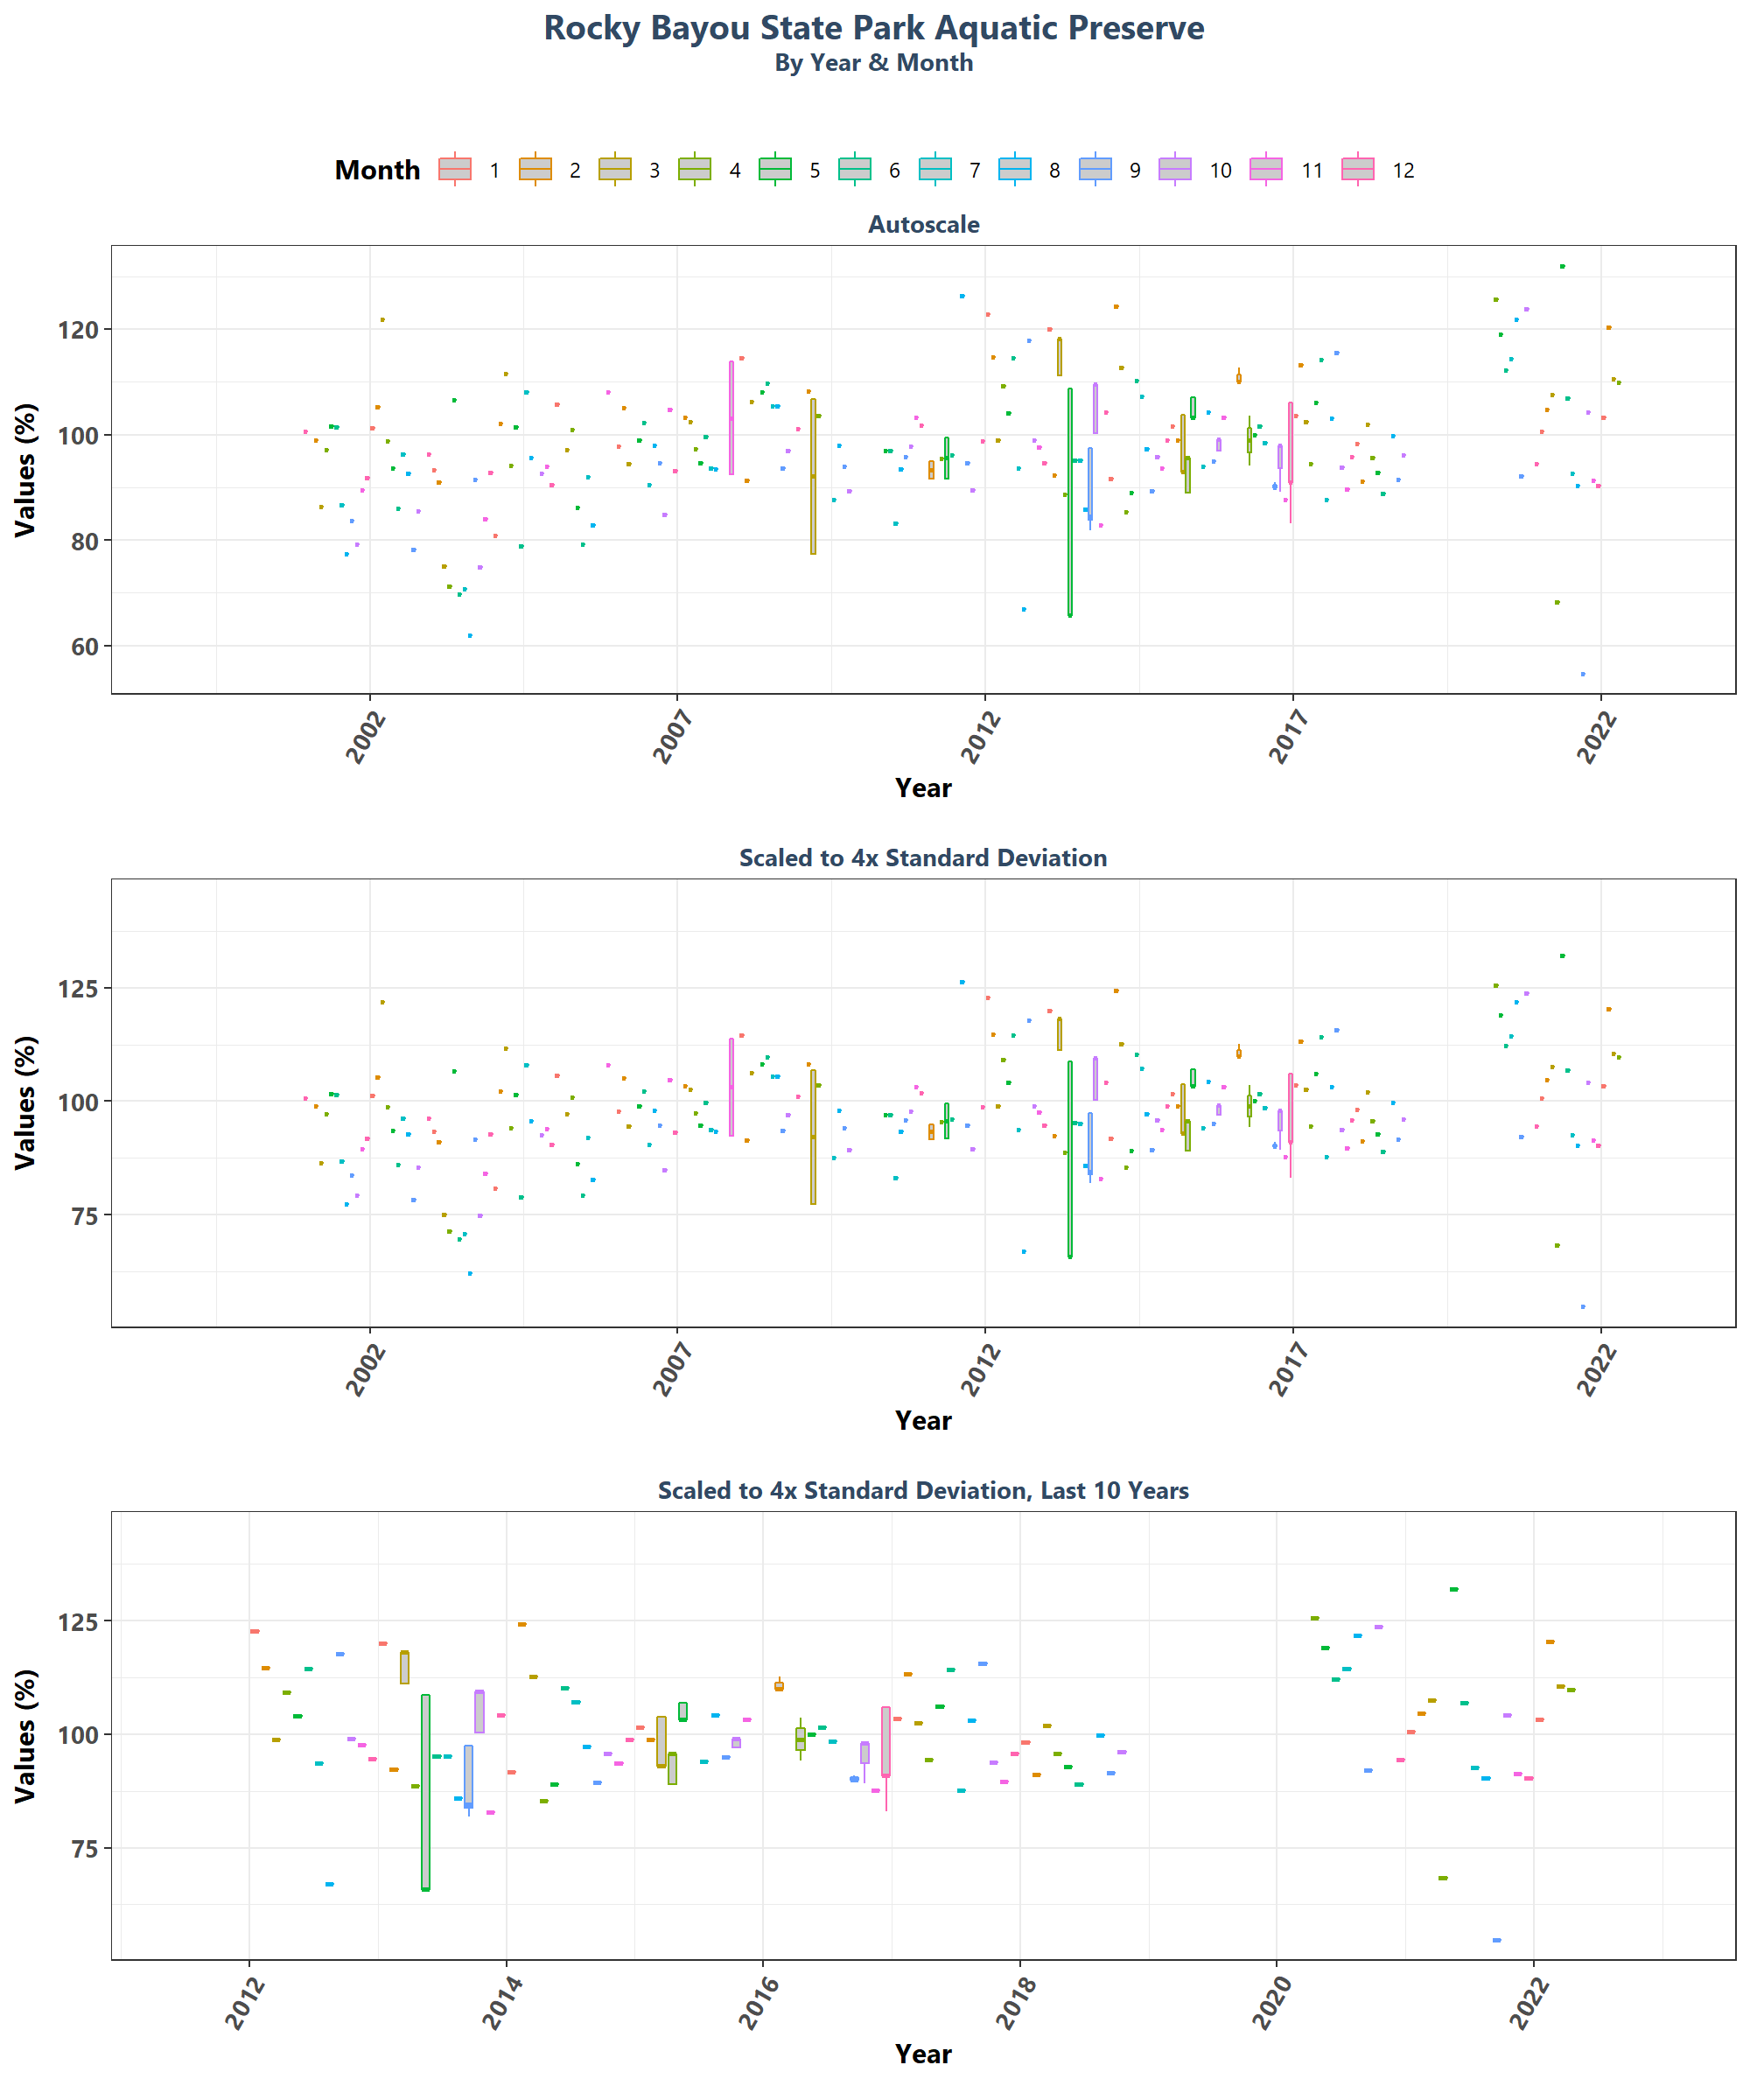 Rocky Bayou State Park Aquatic Preserve
By Year & Month
Month 1 2 3 4 5 6 7 8 9 10 11 12
Autoscale
Values (%)
120
100
80
60
2002 2007 2012 2017 2022
Year
Scaled to 4x Standard Deviation
Values (%)
125
100
75
2002 2007 2012 2017 2022
Year
Scaled to 4x Standard Deviation, Last 10 Years
Values (%)
125
100
75
2012 2014 2016 2018 2020 2022
Year